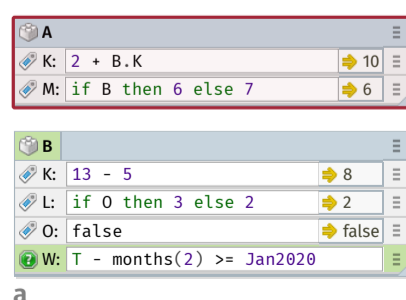 A
K: 2 + B.K 10
M: if B then 6 else 7 6
B
K: 13 - 5 8
L: if O then 3 else 2 2
O: false false
W: T - months(2) >= Jan2020
a